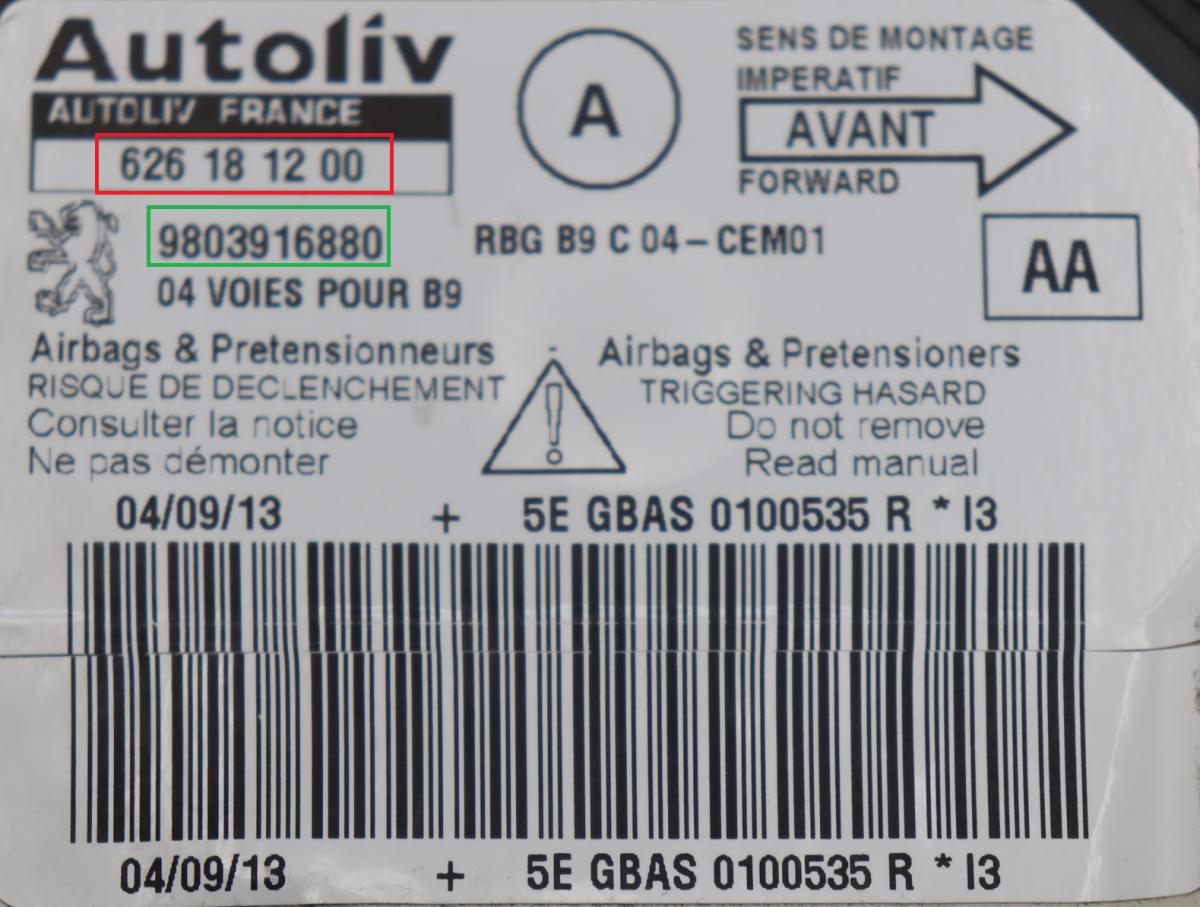 Autoliv
AUTOLIV FRANCE
626 18 12 00
A
SENS DE MONTAGE
IMPERATIF
AVANT
FORWARD
9803916880
RBG B9 C 04 – CEM01
04 VOIES POUR B9
AA
Airbags & Pretensionneurs
RISQUE DE DECLENCHEMENT
Consulter la notice
Ne pas démonter
-
!
Airbags & Pretensioners
TRIGGERING HASARD
Do not remove
Read manual
04/09/13 + 5E GBAS 0100535 R * I3
04/09/13 + 5E GBAS 0100535 R * I3